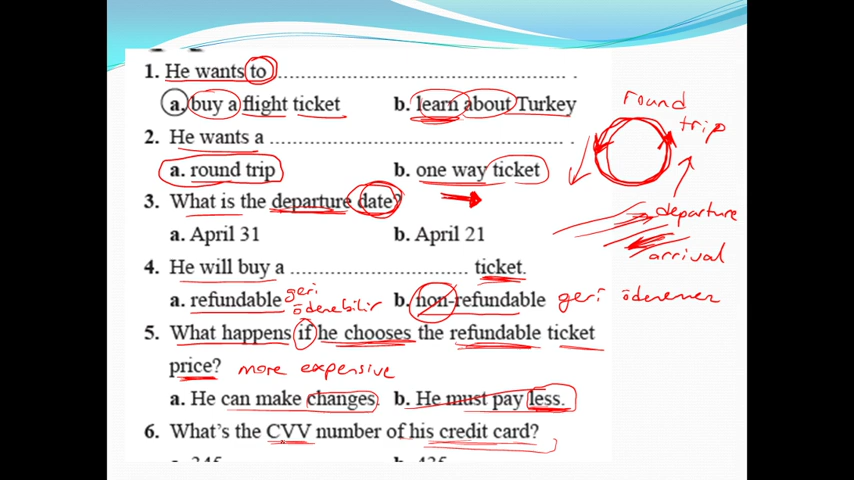 1. He wants to ................................................ .
a. buy a flight ticket b. learn about Turkey
2. He wants a ................................................ .
a. round trip b. one way ticket
3. What is the departure date?
a. April 31 b. April 21
4. He will buy a ............................ ticket.
a. refundable geri ödenebilir b. non-refundable geri ödenemez
5. What happens if he chooses the refundable ticket
price? more expensive
a. He can make changes. b. He must pay less.
6. What's the CVV number of his credit card?
round
trip
departure
arrival